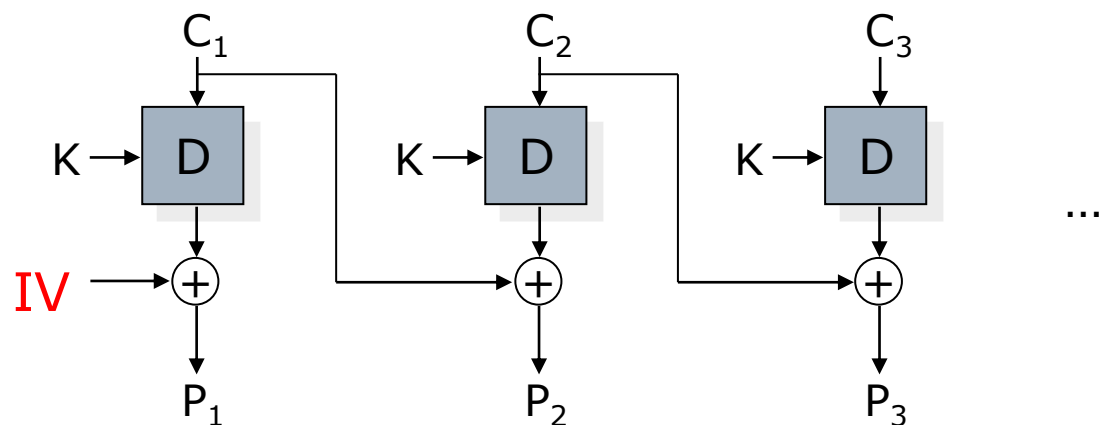 C₁ C₂ C₃
K D K D K D
...
IV + + +
P₁ P₂ P₃